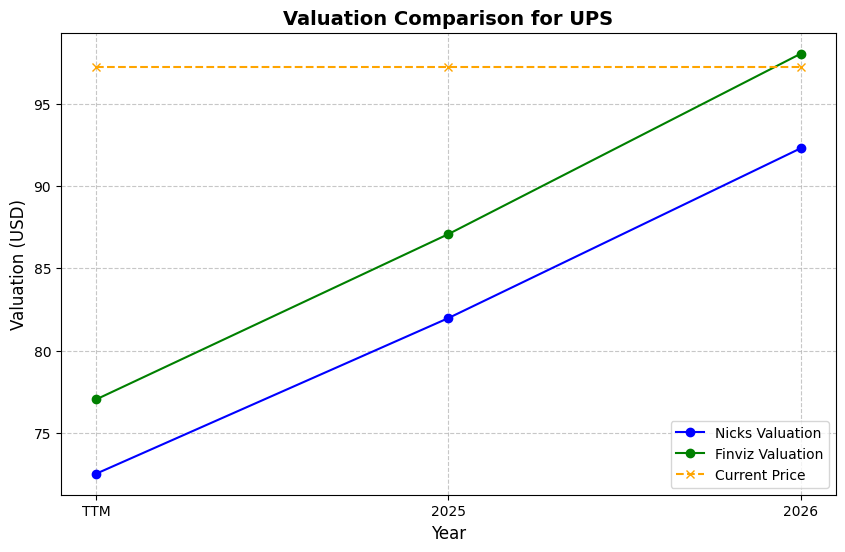 Valuation Comparison for UPS
Valuation (USD)
95
90
85
80
75
TTM
2025
2026
Year
Nicks Valuation
Finviz Valuation
Current Price